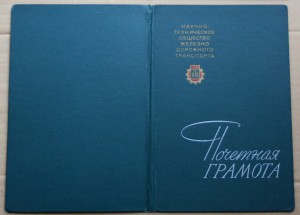 НАУЧНО-
ТЕХНИЧЕСКОЕ
ОБЩЕСТВО
ЖЕЛЕЗНО
ДОРОЖНОГО
ТРАНСПОРТА
Почетная
ГРАМОТА